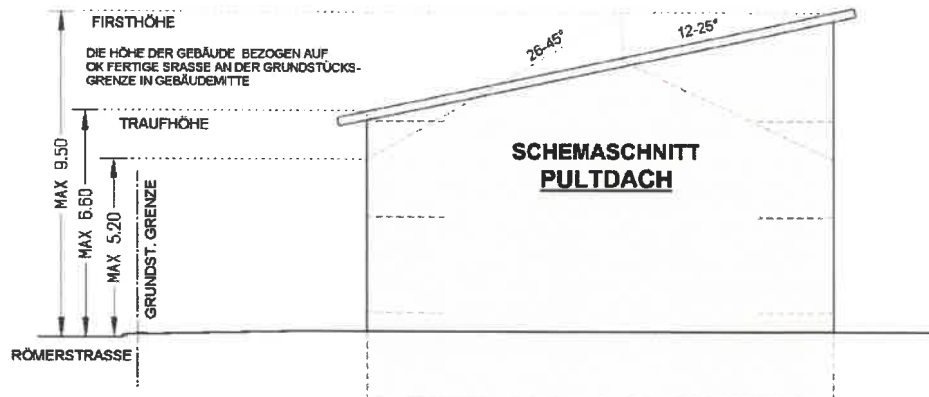 FIRSTHÖHE
DIE HÖHE DER GEBÄUDE BEZOGEN AUF
OK FERTIGE SRASSE AN DER GRUNDSTÜCKS-
GRENZE IN GEBÄUDEMITTE
TRAUFHÖHE
26-45°
12-25°
SCHEMASCHNITT
PULTDACH
MAX 9.50
MAX 6.60
MAX 5.20
GRUNDST. GRENZE
RÖMERSTRASSE